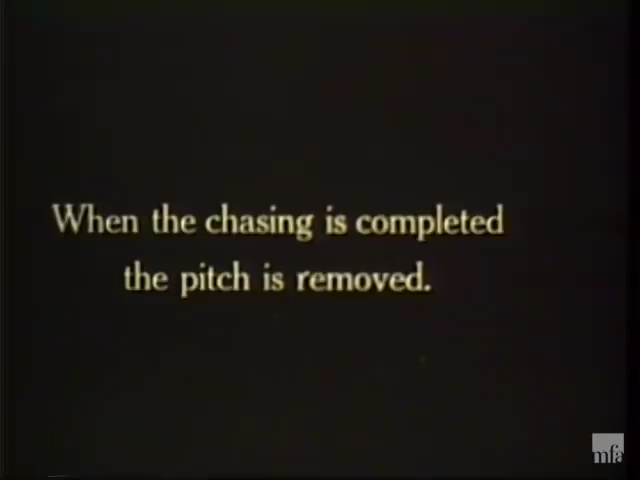 When the chasing is completed
the pitch is removed.
mfa